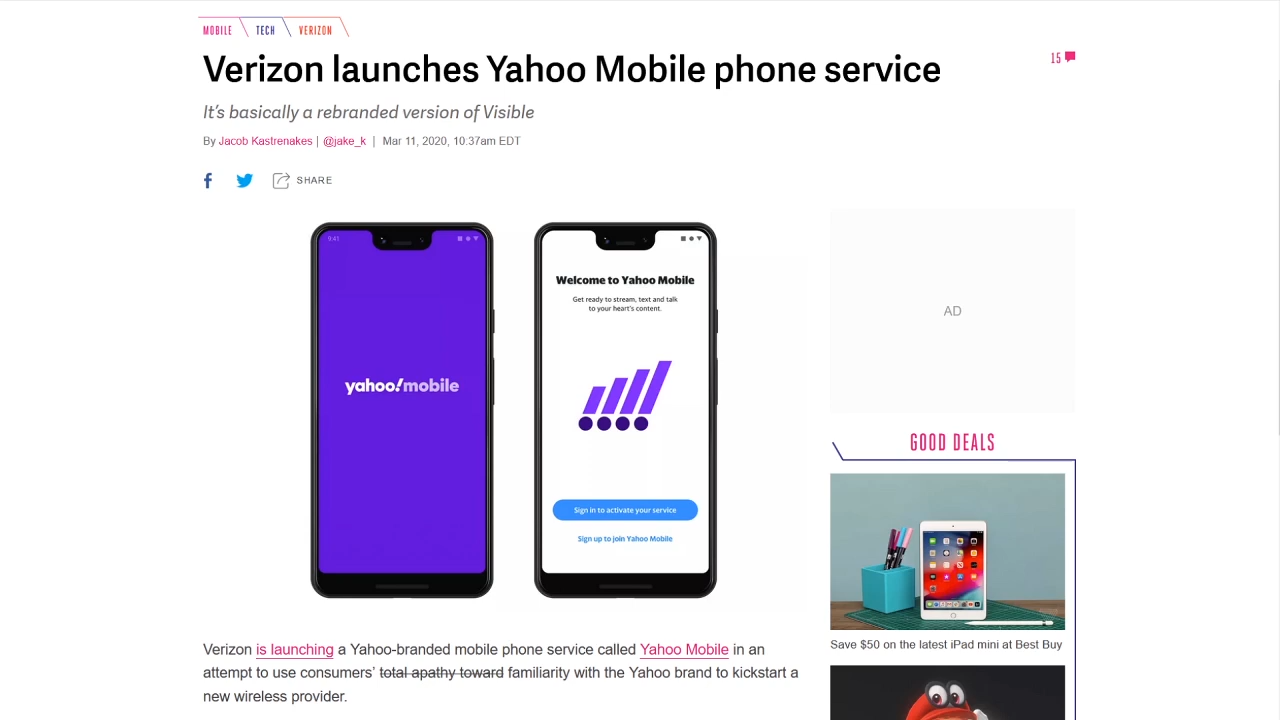 MOBILE TECH VERIZON
Verizon launches Yahoo Mobile phone service
15
It's basically a rebranded version of Visible
By Jacob Kastrenakes | @jake_k | Mar 11, 2020, 10:37am EDT
SHARE
9:41
yahoo!mobile
Welcome to Yahoo Mobile
Get ready to stream, text and talk
to your heart's content.
Sign in to activate your service
Sign up to join Yahoo Mobile
Verizon is launching a Yahoo-branded mobile phone service called Yahoo Mobile in an
attempt to use consumers' total apathy toward familiarity with the Yahoo brand to kickstart a
new wireless provider.
AD
GOOD DEALS
Save $50 on the latest iPad mini at Best Buy